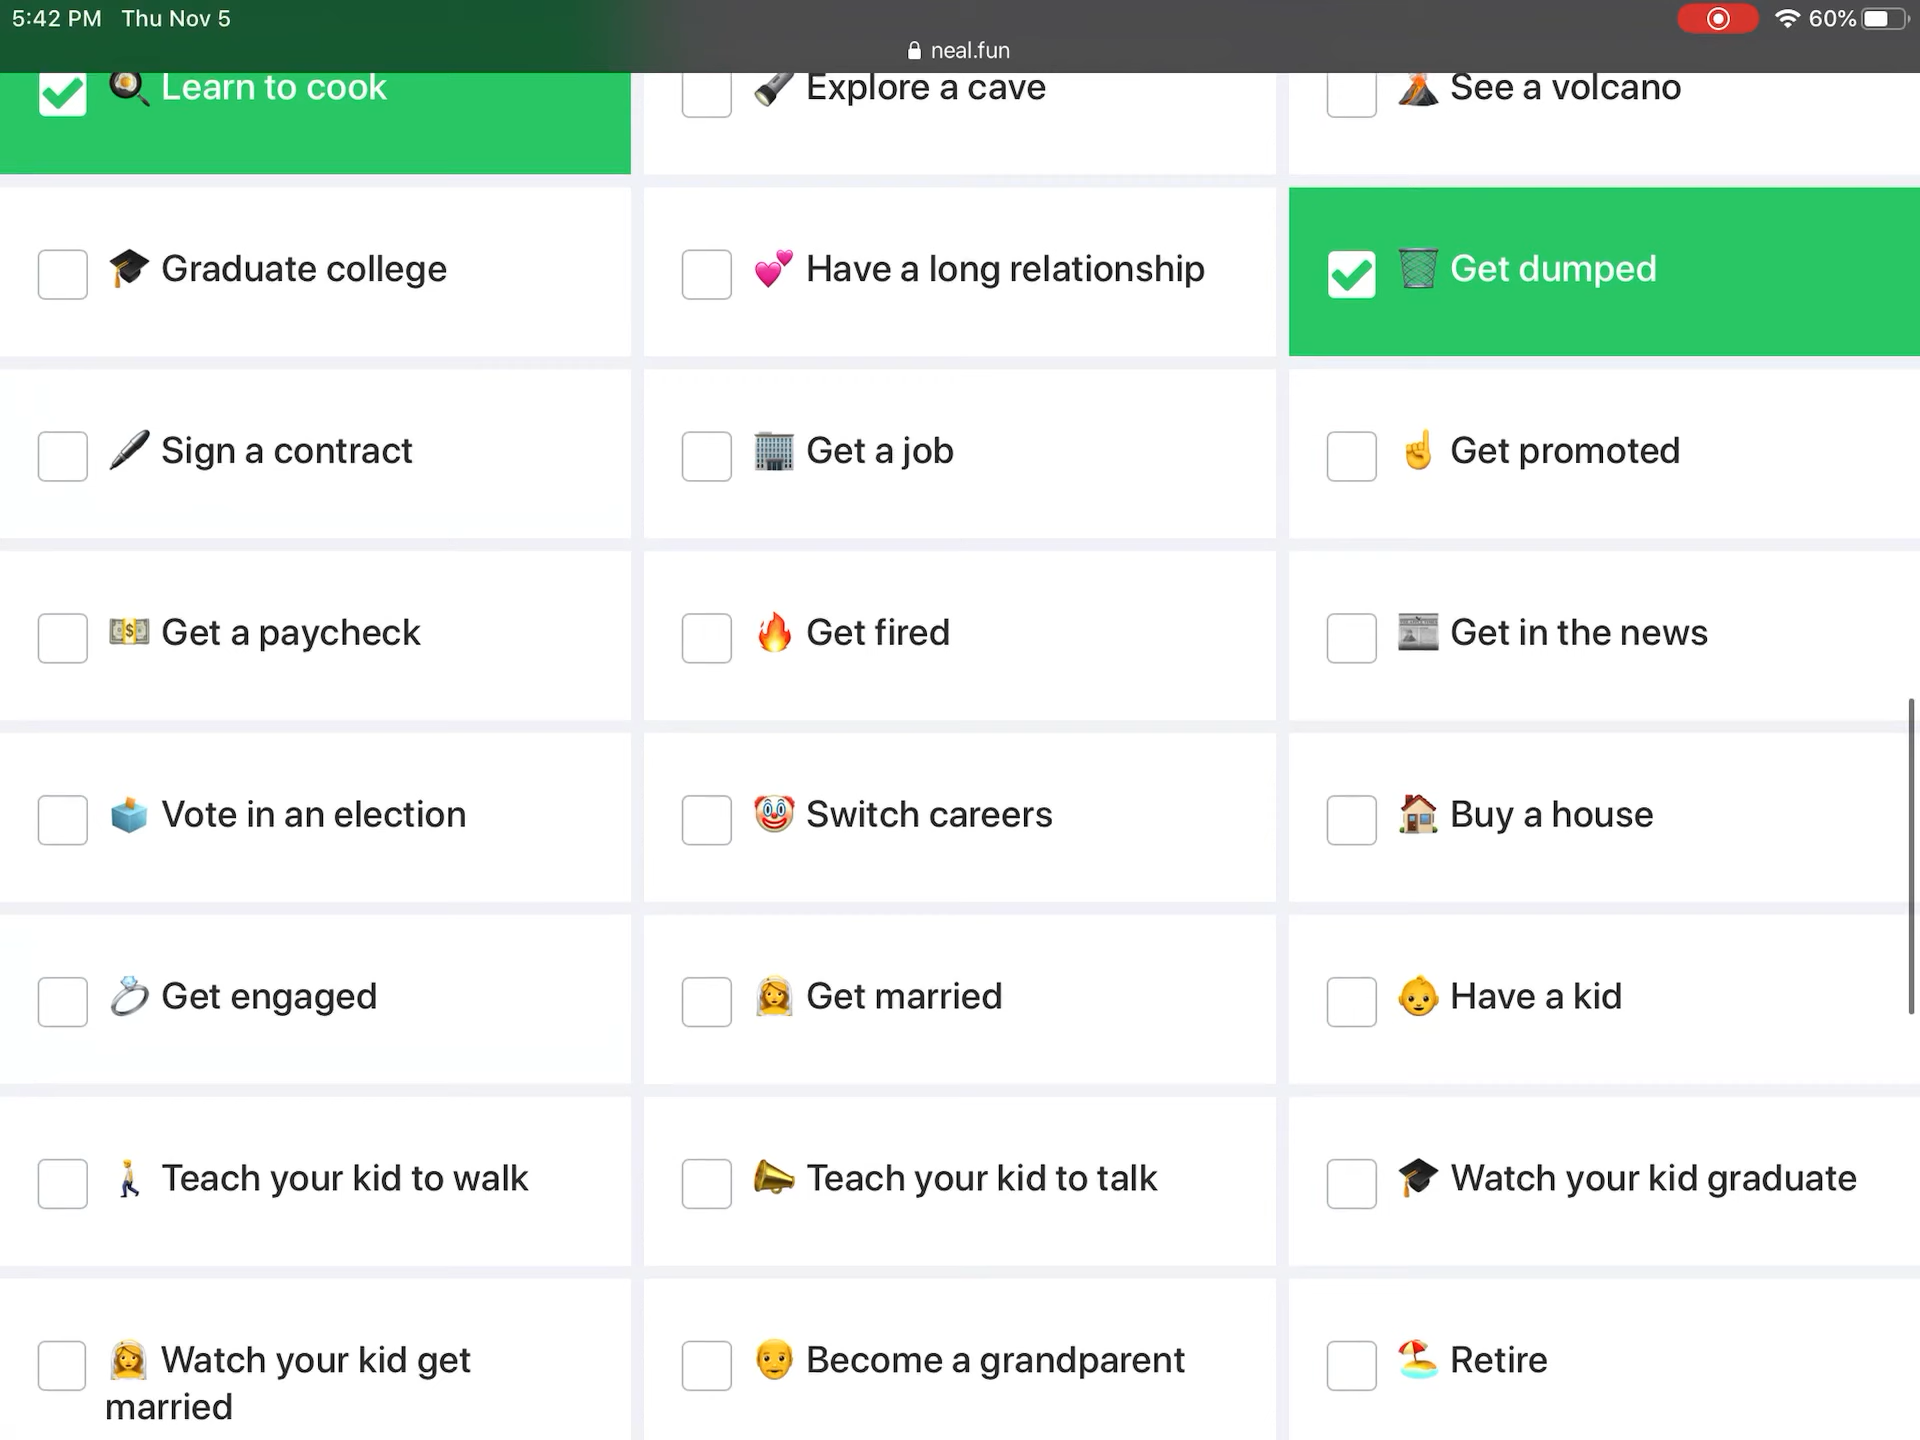 5:42 PM Thu Nov 5
60%
neal.fun
Learn to cook
Explore a cave
See a volcano
Graduate college
Have a long relationship
Get dumped
Sign a contract
Get a job
Get promoted
Get a paycheck
Get fired
Get in the news
Vote in an election
Switch careers
Buy a house
Get engaged
Get married
Have a kid
Teach your kid to walk
Teach your kid to talk
Watch your kid graduate
Watch your kid get
married
Become a grandparent
Retire